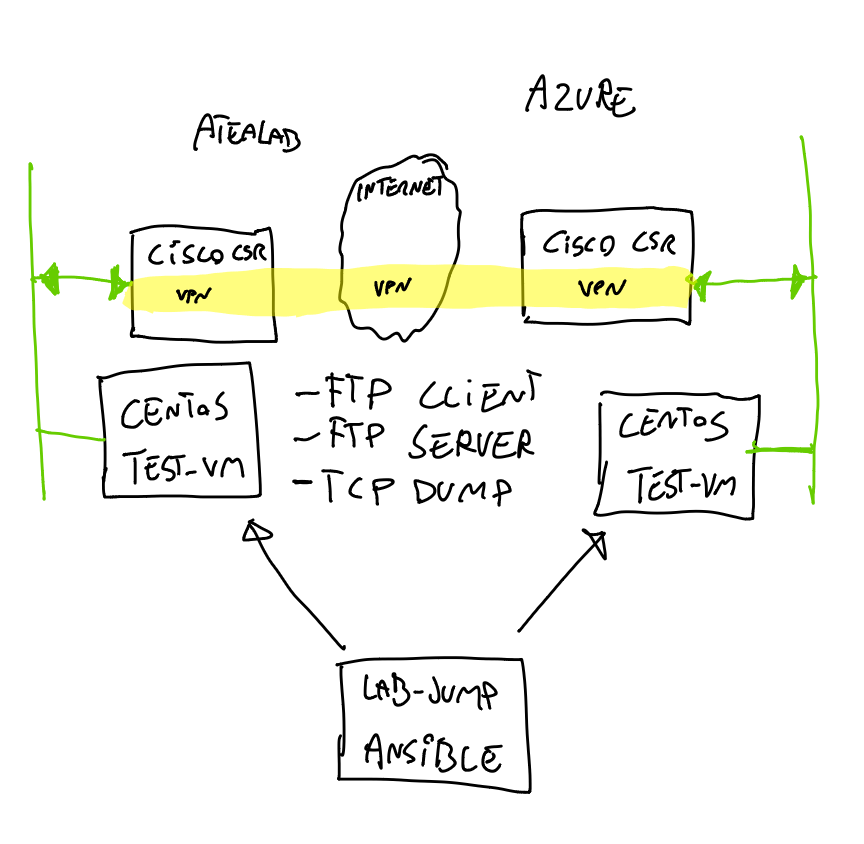 AZURE
ATEALAB
INTERNET
CISCO CSR
VPN
VPN
CISCO CSR
VPN
CENTOS
TEST-VM
- FTP CLIENT
- FTP SERVER
- TCP DUMP
CENTOS
TEST-VM
LAB-JUMP
ANSIBLE